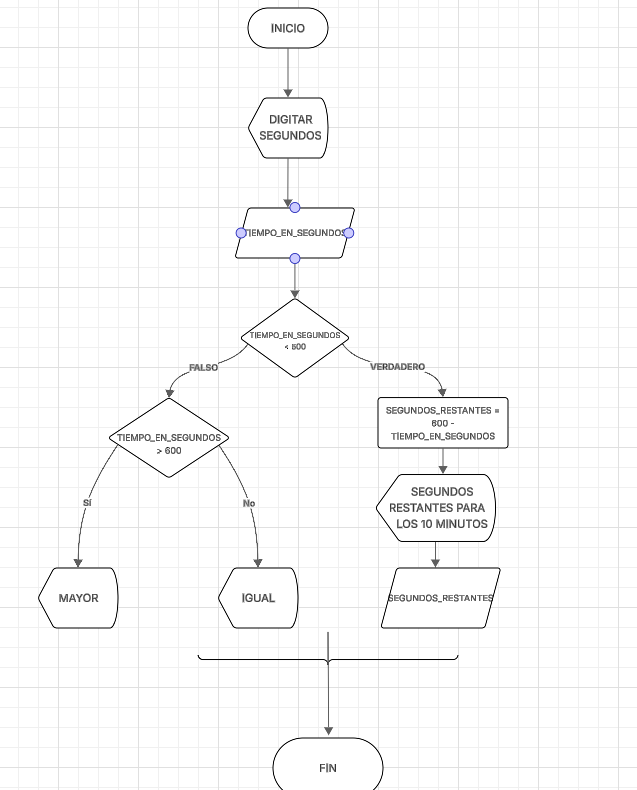 INICIO
DIGITAR
SEGUNDOS
TIEMPO_EN_SEGUNDOS
TIEMPO_EN_SEGUNDOS
< 600
FALSO
VERDADERO
TIEMPO_EN_SEGUNDOS
> 600
SEGUNDOS_RESTANTES =
600 -
TIEMPO_EN_SEGUNDOS
Sí
No
SEGUNDOS
RESTANTES PARA
LOS 10 MINUTOS
MAYOR
IGUAL
SEGUNDOS_RESTANTES
FIN